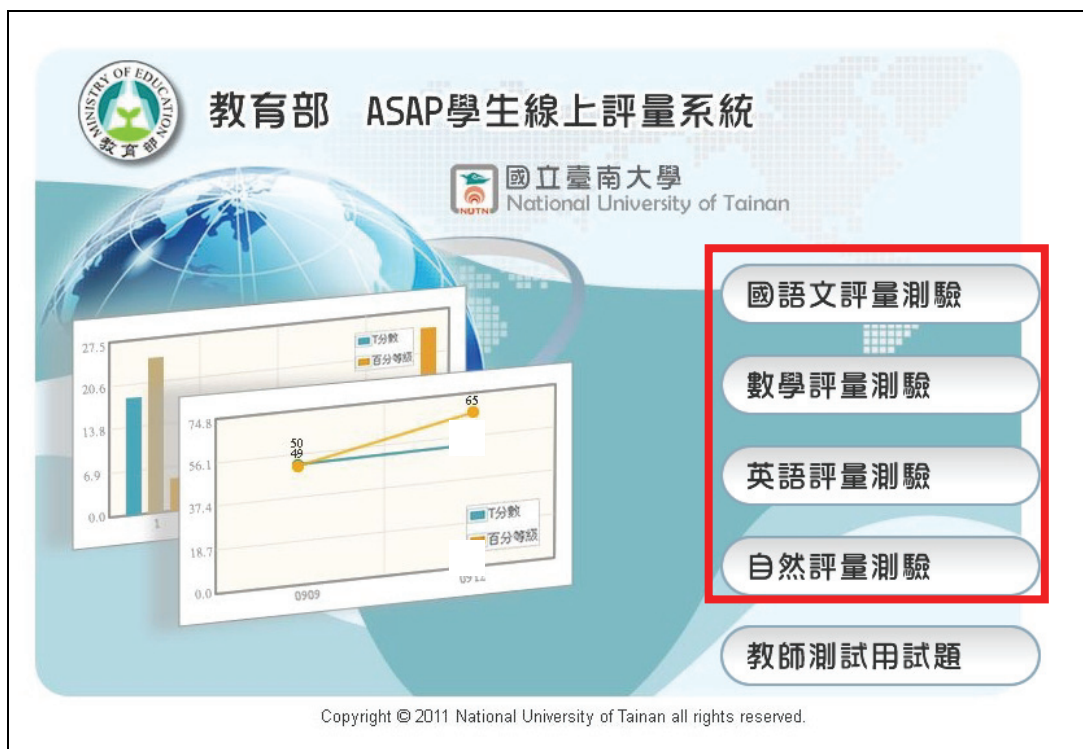 MINISTRY OF EDUCATION
教育部
教育部 ASAP學生線上評量系統
NUTN
國立臺南大學
National University of Tainan
國語文評量測驗
數學評量測驗
英語評量測驗
自然評量測驗
教師測試用試題
27.5
20.6
13.8
6.9
0.0
1
T分數
百分等級
74.8
56.1
37.4
18.7
0.0
50
49
65
T分數
百分等級
0909
0912
Copyright © 2011 National University of Tainan all rights reserved.